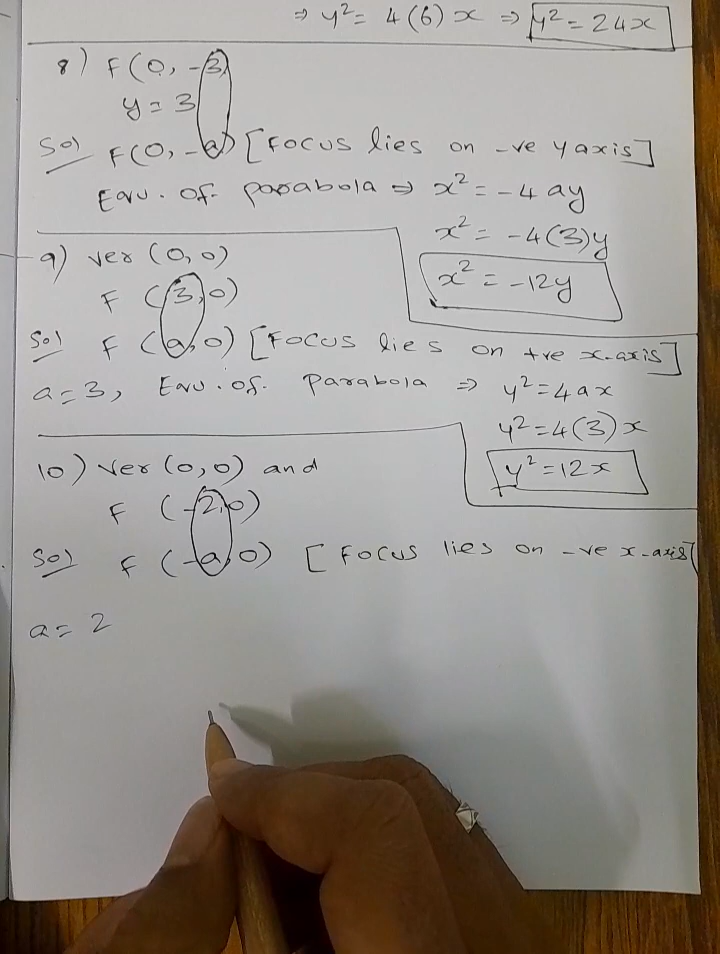 ⇒ y² = 4(6)x ⇒ y² = 24x
8) F(0, -3)
y = 3
Sol F(0, -a) [Focus lies on -ve y axis]
Equ. of. parabola ⇒ x² = -4ay
x² = -4(3)y
x² = -12y
9) ver (0,0)
F (3,0)
Sol F (a,0) [Focus lies on +ve x-axis]
a=3, Equ. of. Parabola ⇒ y²=4ax
y²=4(3)x
y²=12x
10) ver (0,0) and
F (-2,0)
Sol F (-a,0) [Focus lies on -ve x-axis]
a = 2